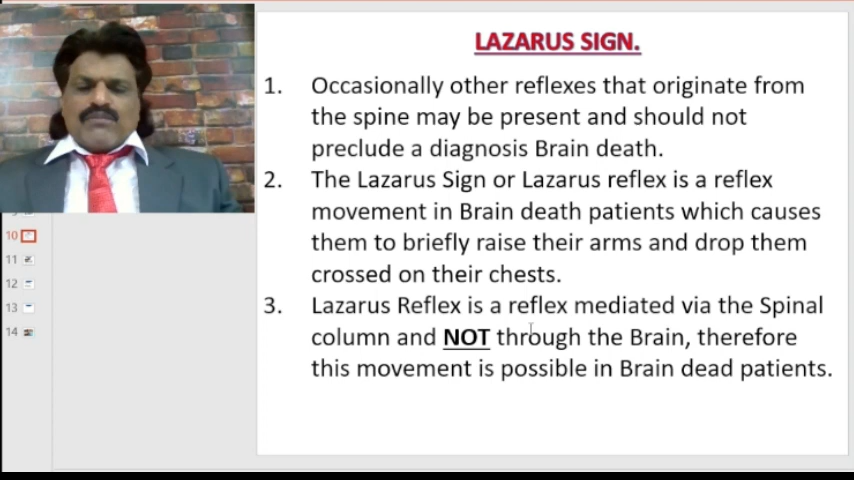 LAZARUS SIGN.
1. Occasionally other reflexes that originate from
the spine may be present and should not
preclude a diagnosis Brain death.
2. The Lazarus Sign or Lazarus reflex is a reflex
movement in Brain death patients which causes
them to briefly raise their arms and drop them
crossed on their chests.
3. Lazarus Reflex is a reflex mediated via the Spinal
column and NOT through the Brain, therefore
this movement is possible in Brain dead patients.
10
11
12
13
14